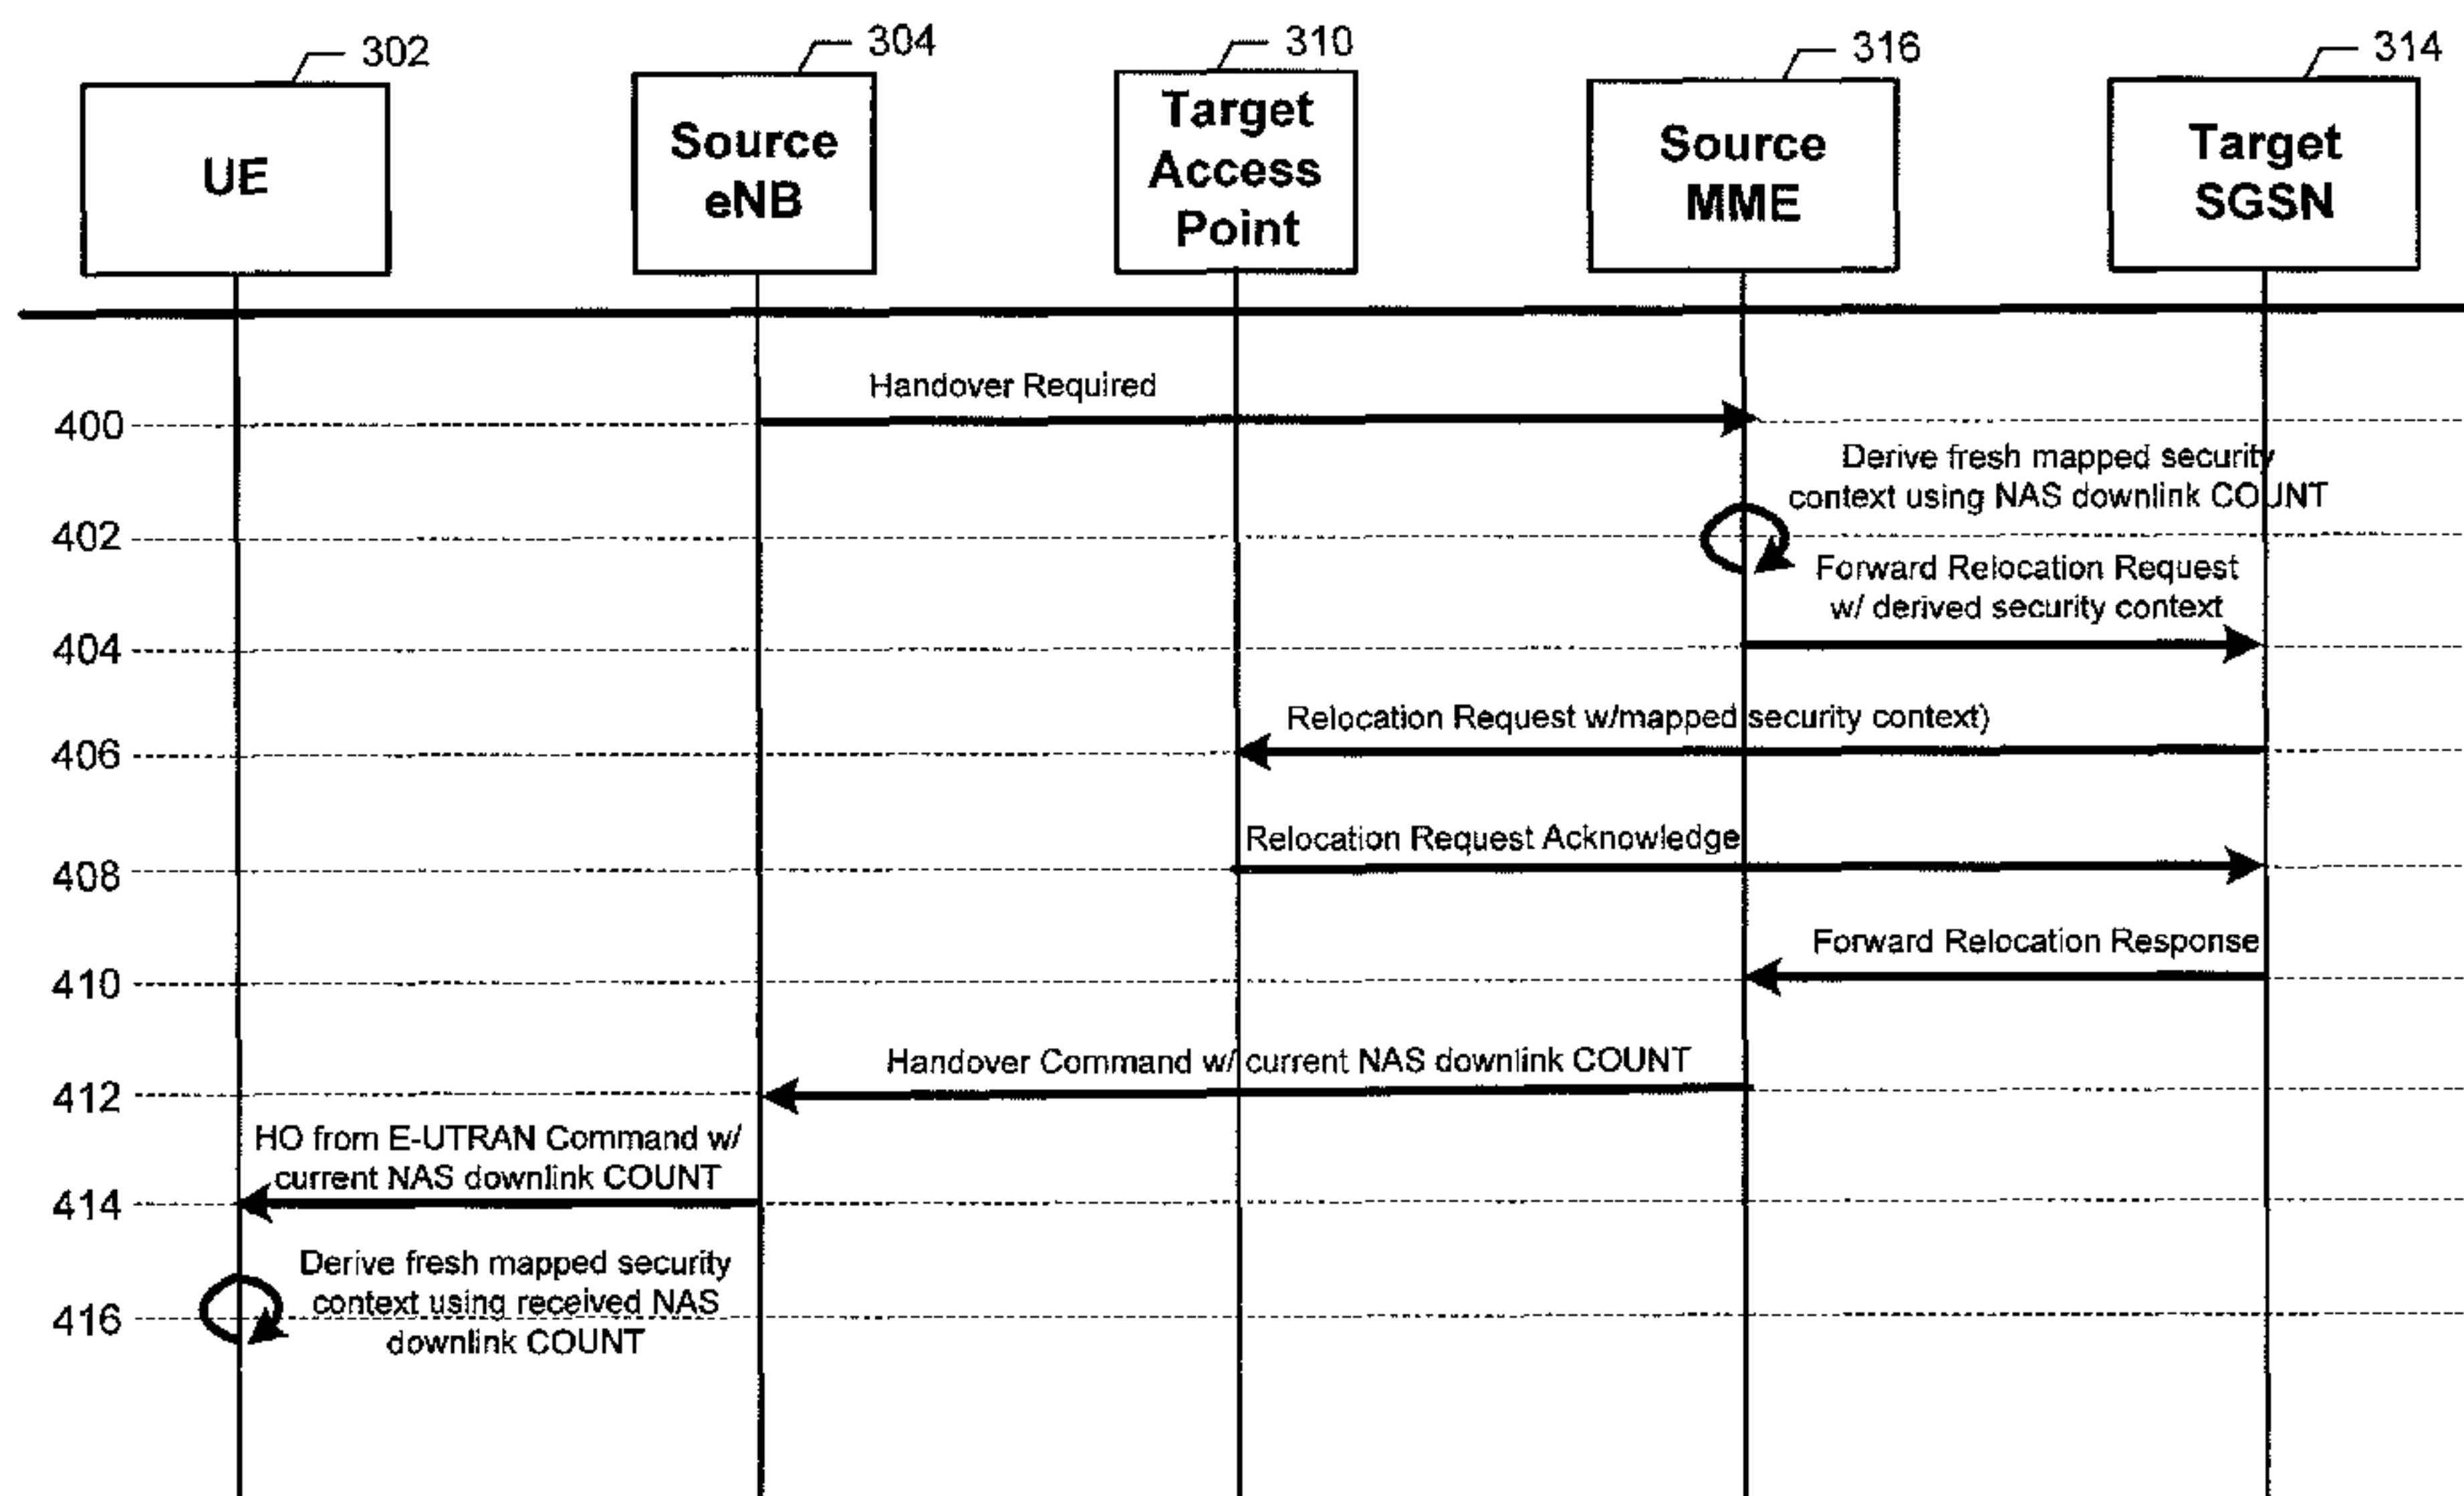 302
304
310
316
314
UE
Source
eNB
Target
Access
Point
Source
MME
Target
SGSN
Handover Required
400
Derive fresh mapped security
context using NAS downlink COUNT
402
Forward Relocation Request
w/ derived security context
404
Relocation Request w/mapped security context)
406
Relocation Request Acknowledge
408
Forward Relocation Response
410
Handover Command w/ current NAS downlink COUNT
412
HO from E-UTRAN Command w/
current NAS downlink COUNT
414
Derive fresh mapped security
context using received NAS
downlink COUNT
416